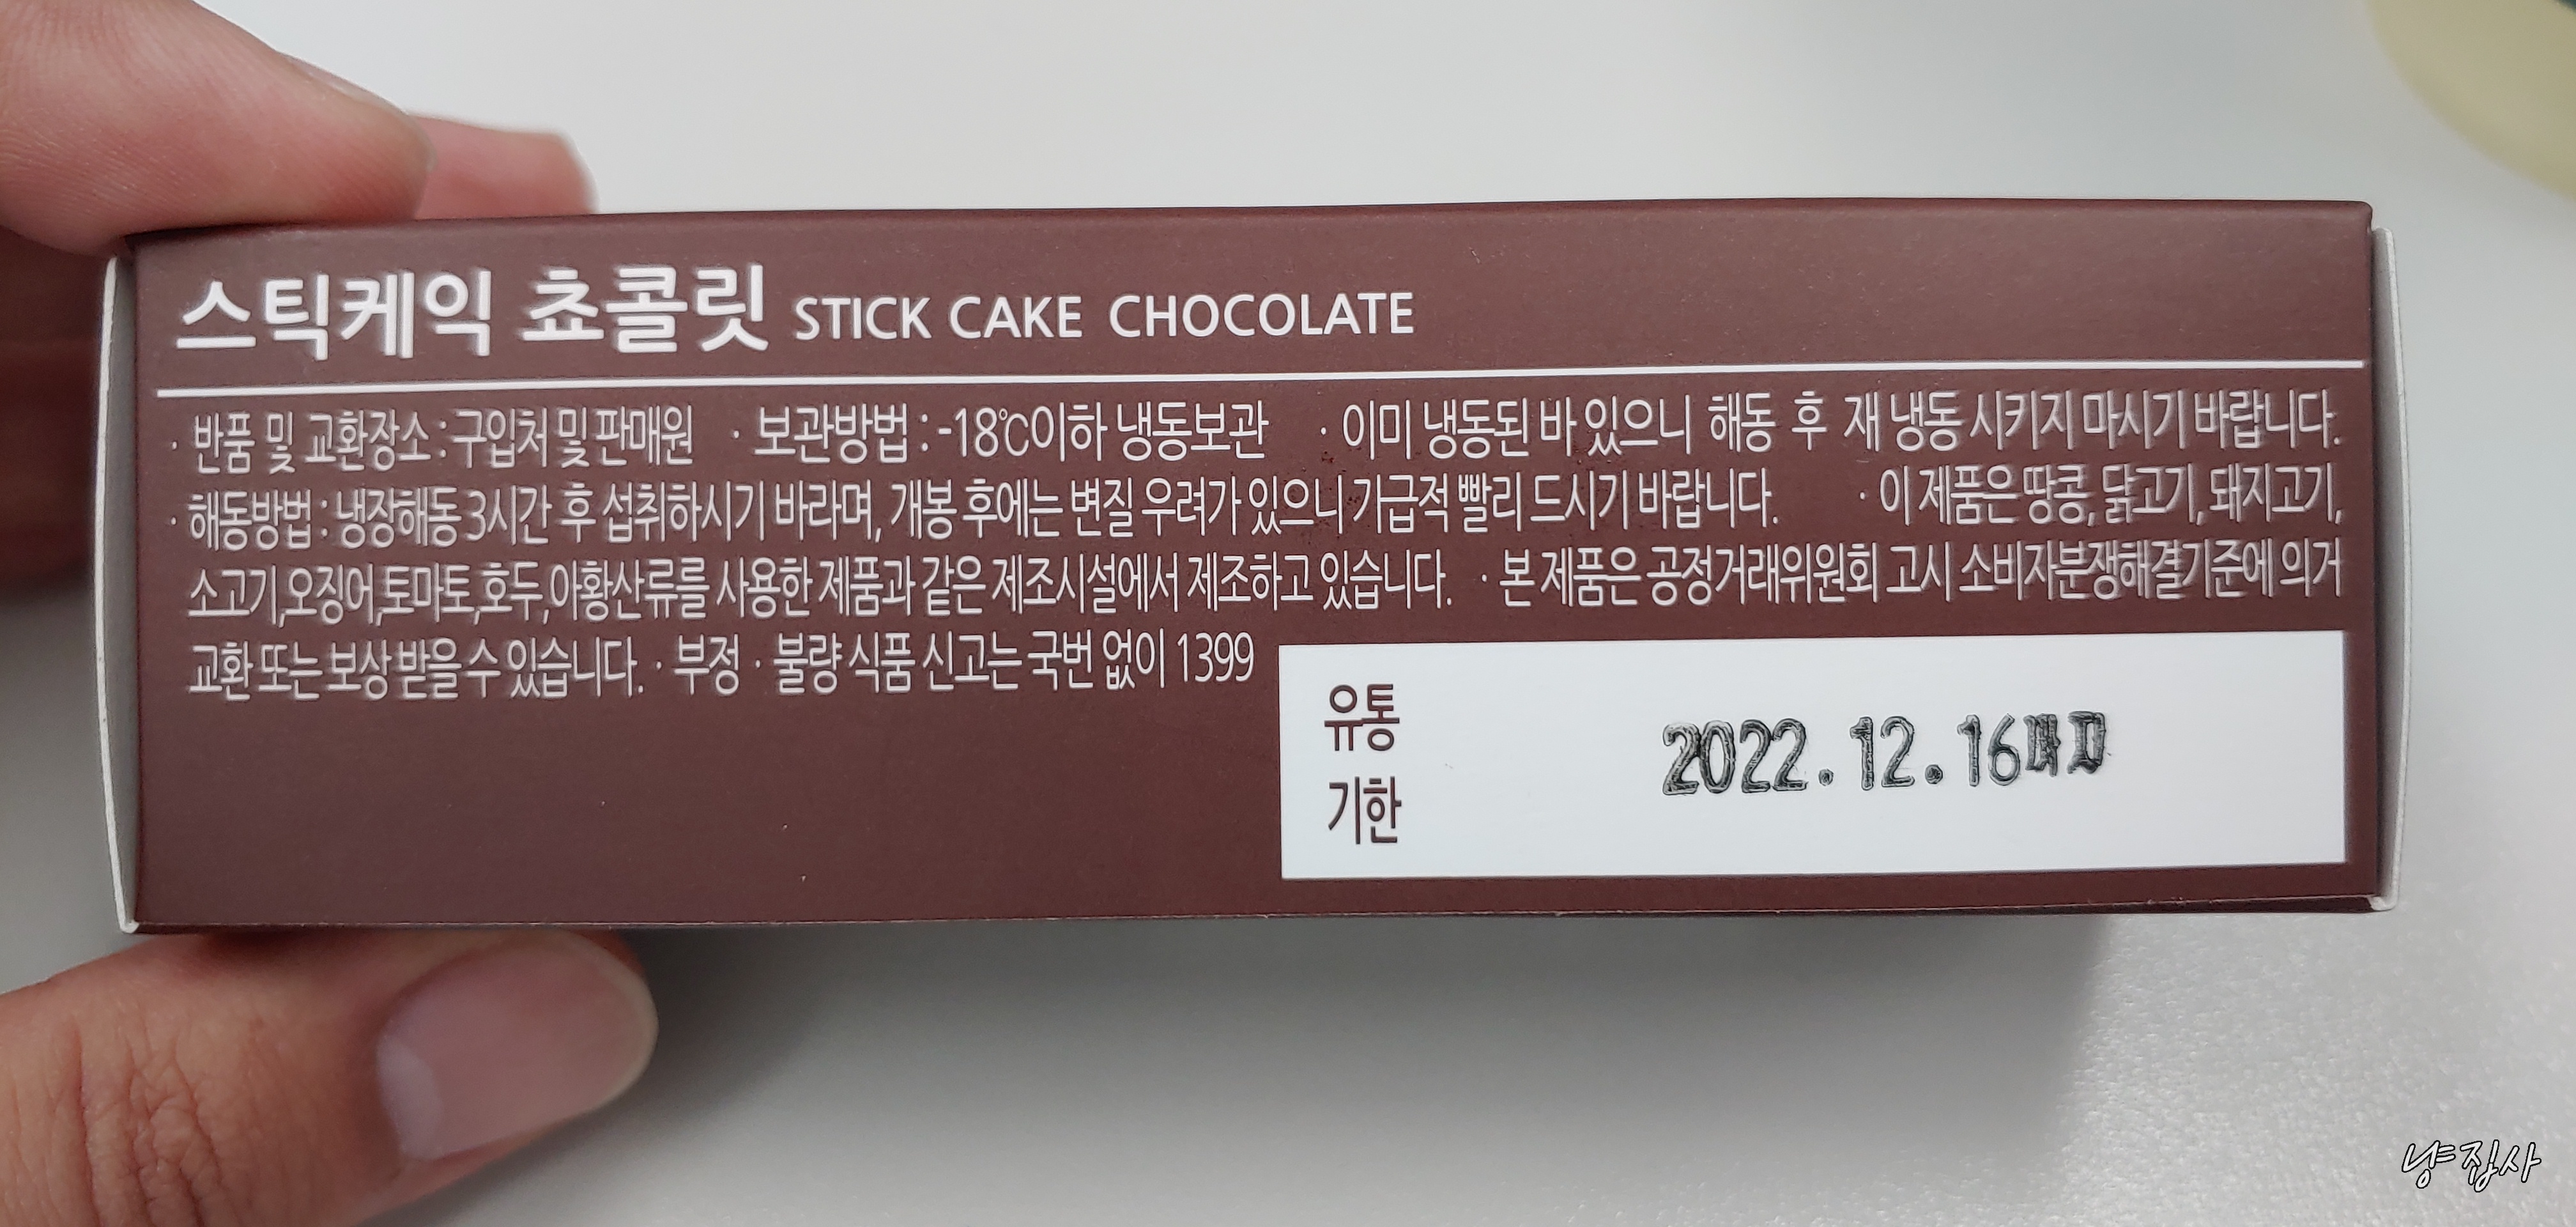 스틱케익 쵸콜릿 STICK CAKE CHOCOLATE
· 반품 및 교환장소 : 구입처 및 판매원 · 보관방법 : -18℃이하 냉동보관 · 이미 냉동된 바 있으니 해동 후 재 냉동 시키지 마시기 바랍니다.
· 해동방법 : 냉장해동 3시간 후 섭취하시기 바라며, 개봉 후에는 변질 우려가 있으니 가급적 빨리 드시기 바랍니다. · 이 제품은 땅콩, 닭고기, 돼지고기,
소고기,오징어,토마토,호두,아황산류를 사용한 제품과 같은 제조시설에서 제조하고 있습니다. · 본 제품은 공정거래위원회 고시 소비자분쟁해결기준에 의거
교환 또는 보상 받을 수 있습니다. · 부정 · 불량 식품 신고는 국번 없이 1399
유통
기한
2022.12.16까지
냥집사